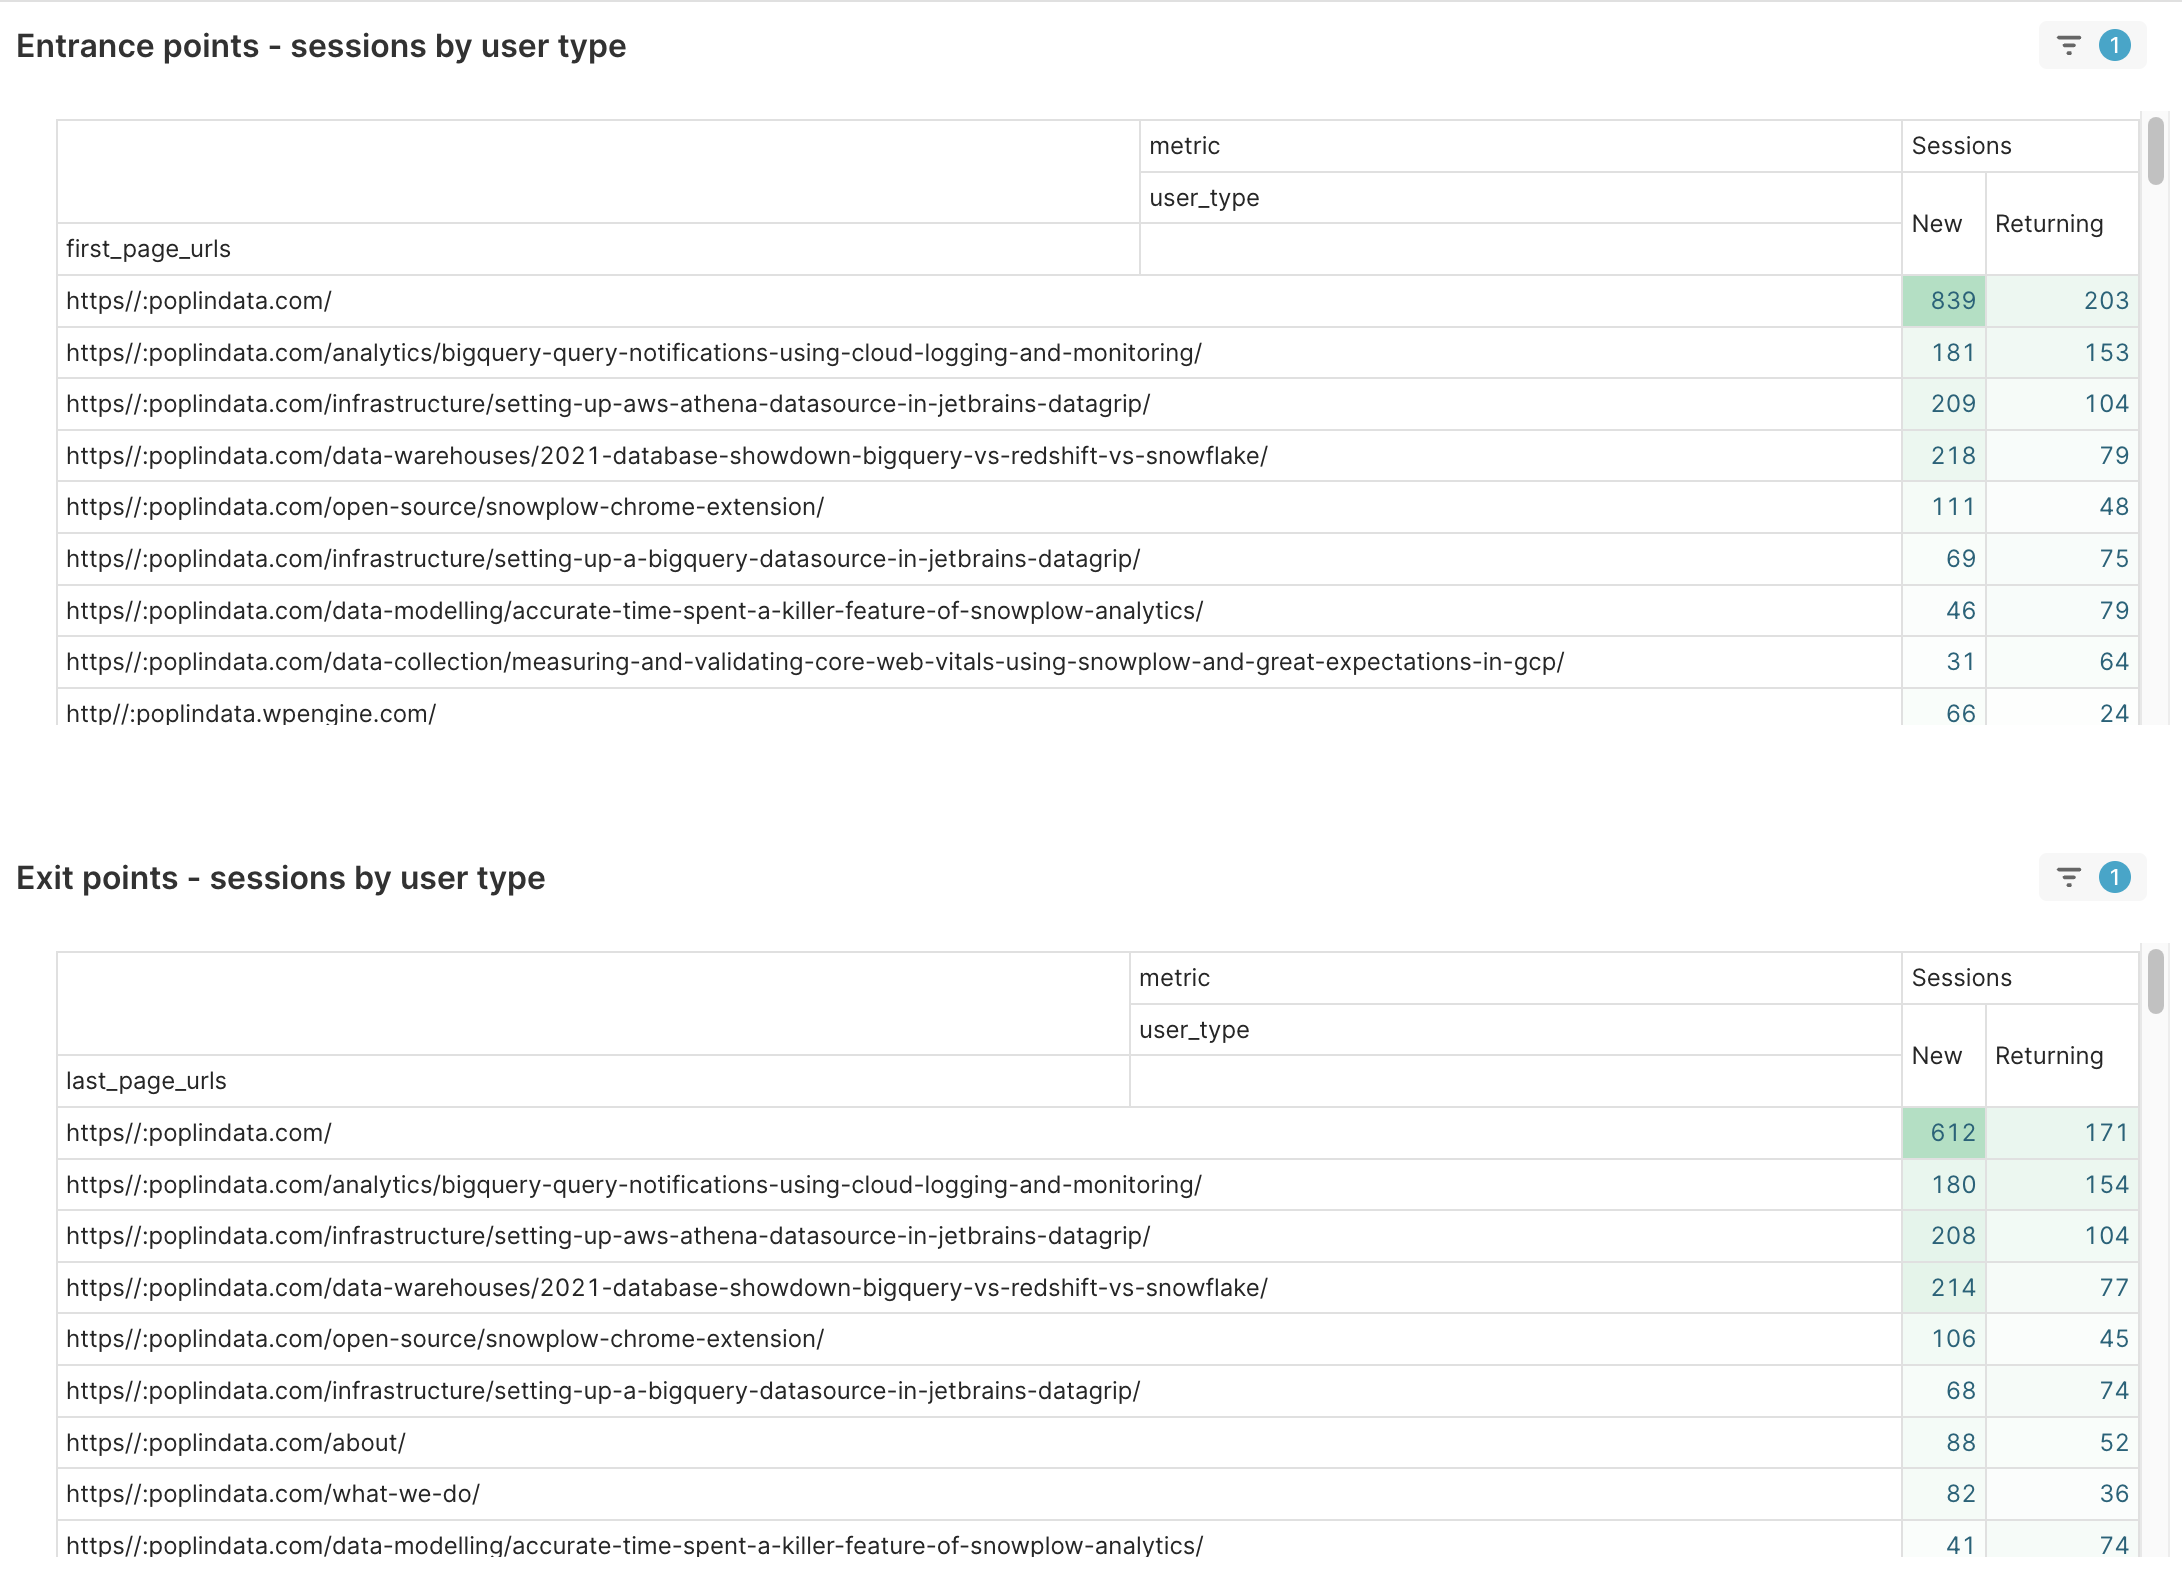 Entrance points - sessions by user type
1
metric Sessions
user_type
New Returning
first_page_urls
https//:poplindata.com/ 839 203
https//:poplindata.com/analytics/bigquery-query-notifications-using-cloud-logging-and-monitoring/ 181 153
https//:poplindata.com/infrastructure/setting-up-aws-athena-datasource-in-jetbrains-datagrip/ 209 104
https//:poplindata.com/data-warehouses/2021-database-showdown-bigquery-vs-redshift-vs-snowflake/ 218 79
https//:poplindata.com/open-source/snowplow-chrome-extension/ 111 48
https//:poplindata.com/infrastructure/setting-up-a-bigquery-datasource-in-jetbrains-datagrip/ 69 75
https//:poplindata.com/data-modelling/accurate-time-spent-a-killer-feature-of-snowplow-analytics/ 46 79
https//:poplindata.com/data-collection/measuring-and-validating-core-web-vitals-using-snowplow-and-great-expectations-in-gcp/ 31 64
http//:poplindata.wpengine.com/ 66 24
Exit points - sessions by user type
1
metric Sessions
user_type
New Returning
last_page_urls
https//:poplindata.com/ 612 171
https//:poplindata.com/analytics/bigquery-query-notifications-using-cloud-logging-and-monitoring/ 180 154
https//:poplindata.com/infrastructure/setting-up-aws-athena-datasource-in-jetbrains-datagrip/ 208 104
https//:poplindata.com/data-warehouses/2021-database-showdown-bigquery-vs-redshift-vs-snowflake/ 214 77
https//:poplindata.com/open-source/snowplow-chrome-extension/ 106 45
https//:poplindata.com/infrastructure/setting-up-a-bigquery-datasource-in-jetbrains-datagrip/ 68 74
https//:poplindata.com/about/ 88 52
https//:poplindata.com/what-we-do/ 82 36
https//:poplindata.com/data-modelling/accurate-time-spent-a-killer-feature-of-snowplow-analytics/ 41 74